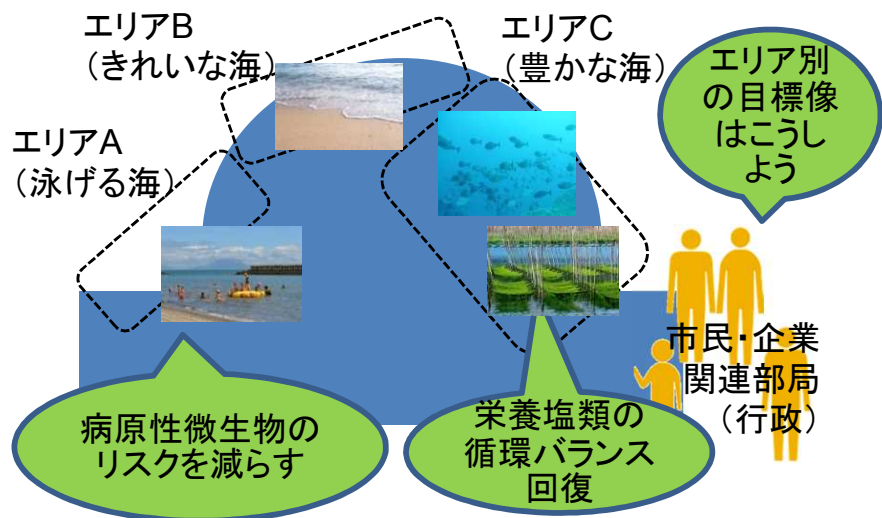 エリアB
（きれいな海）
エリアC
（豊かな海）
エリア別
の目標像
はこうし
よう
エリアA
（泳げる海）
市民・企業
関連部局
（行政）
病原性微生物の
リスクを減らす
栄養塩類の
循環バランス
回復